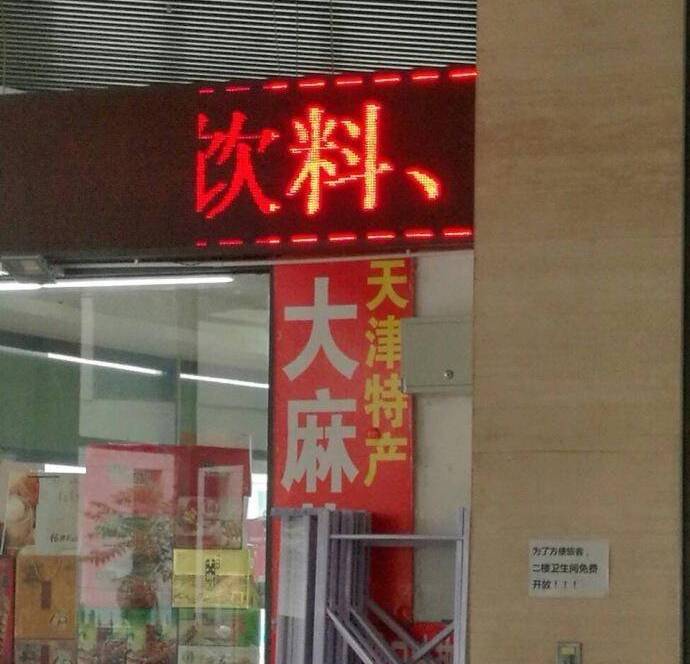 饮料、
天津特产
大麻
为了方便旅客，
二楼卫生间免费
开放！！！